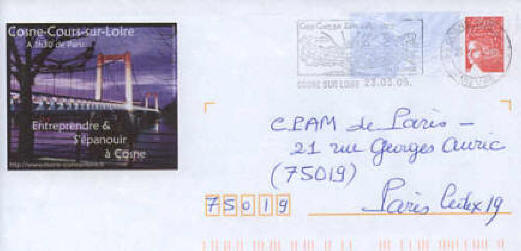 Cosne-Cours-sur-Loire
A 1h30 de Paris
Entreprendre &
S'épanouir
à Cosne
COSNE SUR LOIRE 23.05.05.
CPAM de Paris -
21 rue Georges Auric
(75019)
Paris Cedex 19
75019